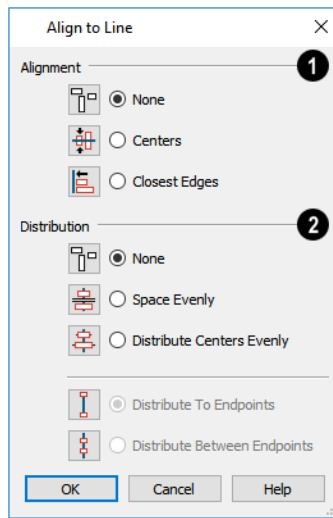 Align to Line
Alignment 1
None
Centers
Closest Edges
Distribution 2
None
Space Evenly
Distribute Centers Evenly
Distribute To Endpoints
Distribute Between Endpoints
OK Cancel Help